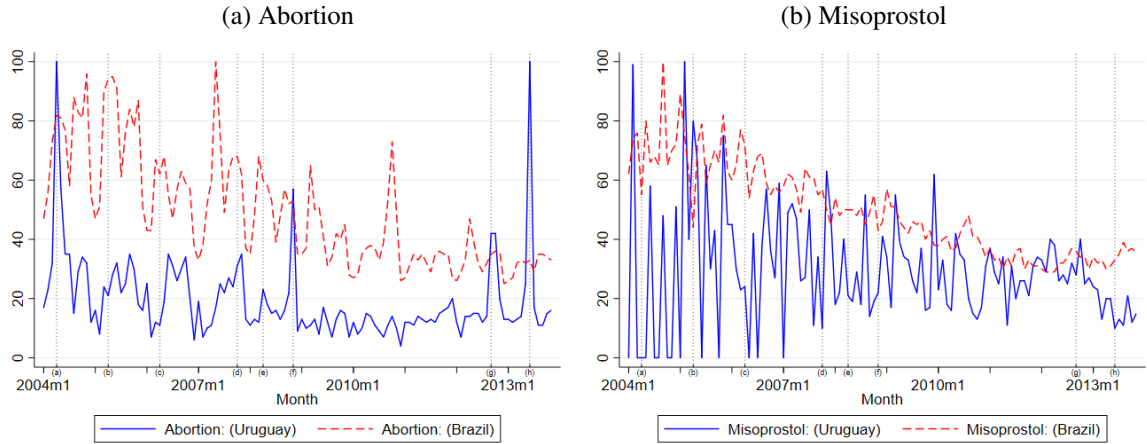 (a) Abortion
100
80
60
40
20
0
(a)
(b)
(c)
(d)
(e)
(f)
(g)
(h)
2004m1
2007m1
2010m1
2013m1
Month
Abortion: (Uruguay)
Abortion: (Brazil)
(b) Misoprostol
100
80
60
40
20
0
(a)
(b)
(c)
(d)
(e)
(f)
(g)
(h)
2004m1
2007m1
2010m1
2013m1
Month
Misoprostol: (Uruguay)
Misoprostol: (Brazil)